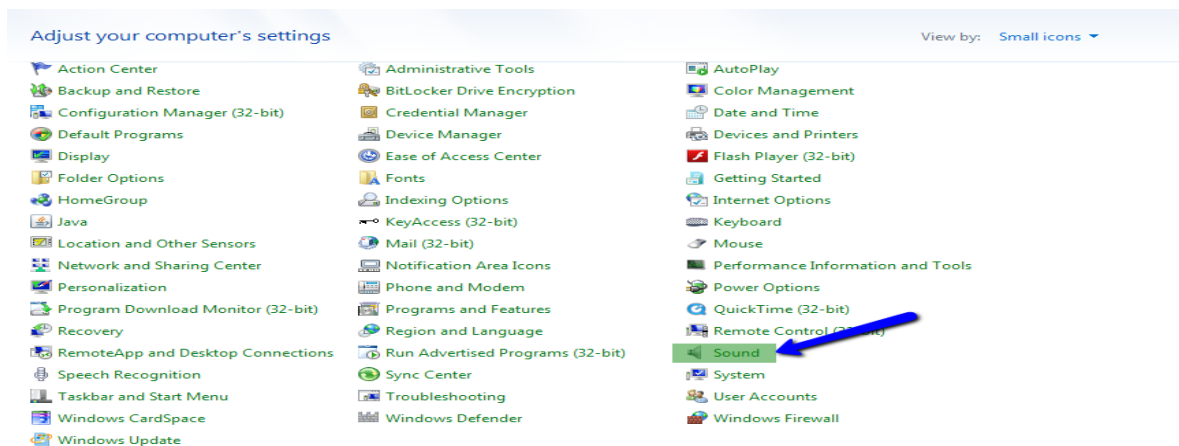 Adjust your computer's settings View by: Small icons
Action Center Administrative Tools AutoPlay
Backup and Restore BitLocker Drive Encryption Color Management
Configuration Manager (32-bit) Credential Manager Date and Time
Default Programs Device Manager Devices and Printers
Display Ease of Access Center Flash Player (32-bit)
Folder Options Fonts Getting Started
HomeGroup Indexing Options Internet Options
Java KeyAccess (32-bit) Keyboard
Location and Other Sensors Mail (32-bit) Mouse
Network and Sharing Center Notification Area Icons Performance Information and Tools
Personalization Phone and Modem Power Options
Program Download Monitor (32-bit) Programs and Features QuickTime (32-bit)
Recovery Region and Language Remote Control (32-bit)
RemoteApp and Desktop Connections Run Advertised Programs (32-bit) Sound
Speech Recognition Sync Center System
Taskbar and Start Menu Troubleshooting User Accounts
Windows CardSpace Windows Defender Windows Firewall
Windows Update